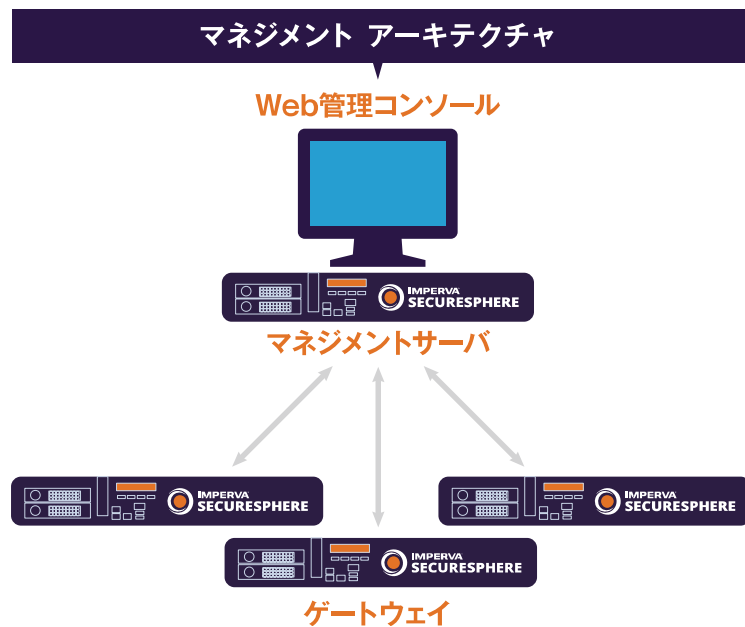 マネジメント アーキテクチャ
Web管理コンソール
IMPERVA
SECURESPHERE
マネジメントサーバ
IMPERVA
SECURESPHERE
IMPERVA
SECURESPHERE
IMPERVA
SECURESPHERE
ゲートウェイ